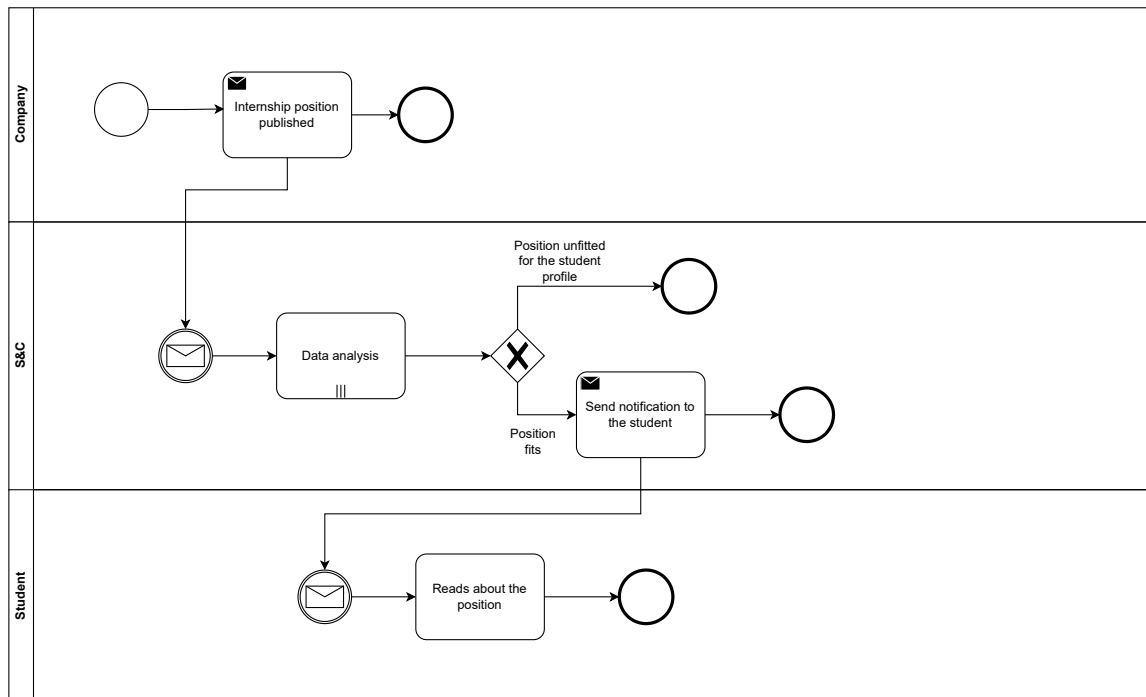 Company
Internship position
published
S&C
Position unfitted
for the student
profile
Data analysis
Send notification to
the student
Position
fits
Student
Reads about the
position